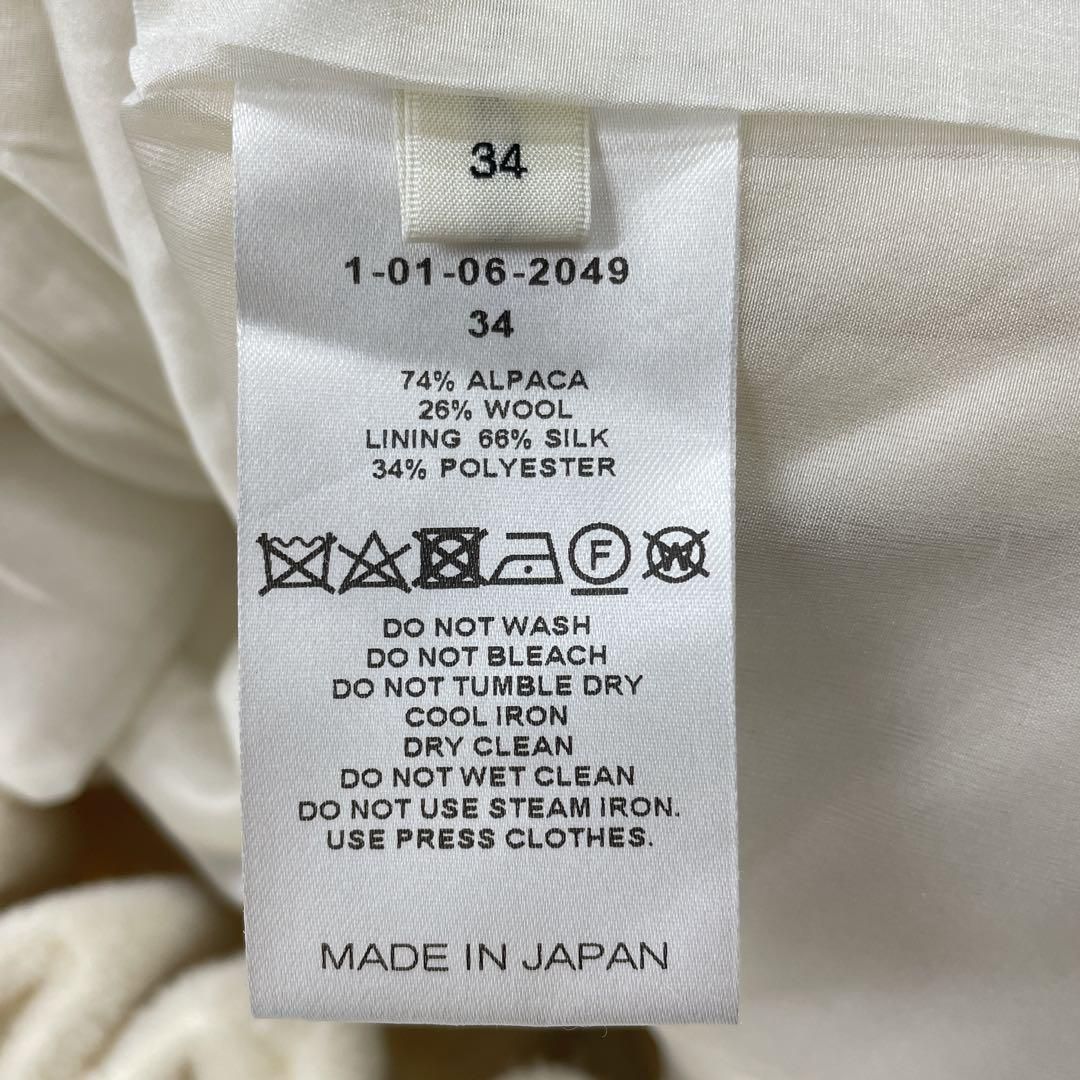 34
1-01-06-2049
34
74% ALPACA
26% WOOL
LINING 66% SILK
34% POLYESTER
F W
DO NOT WASH
DO NOT BLEACH
DO NOT TUMBLE DRY
COOL IRON
DRY CLEAN
DO NOT WET CLEAN
DO NOT USE STEAM IRON.
USE PRESS CLOTHES.
MADE IN JAPAN